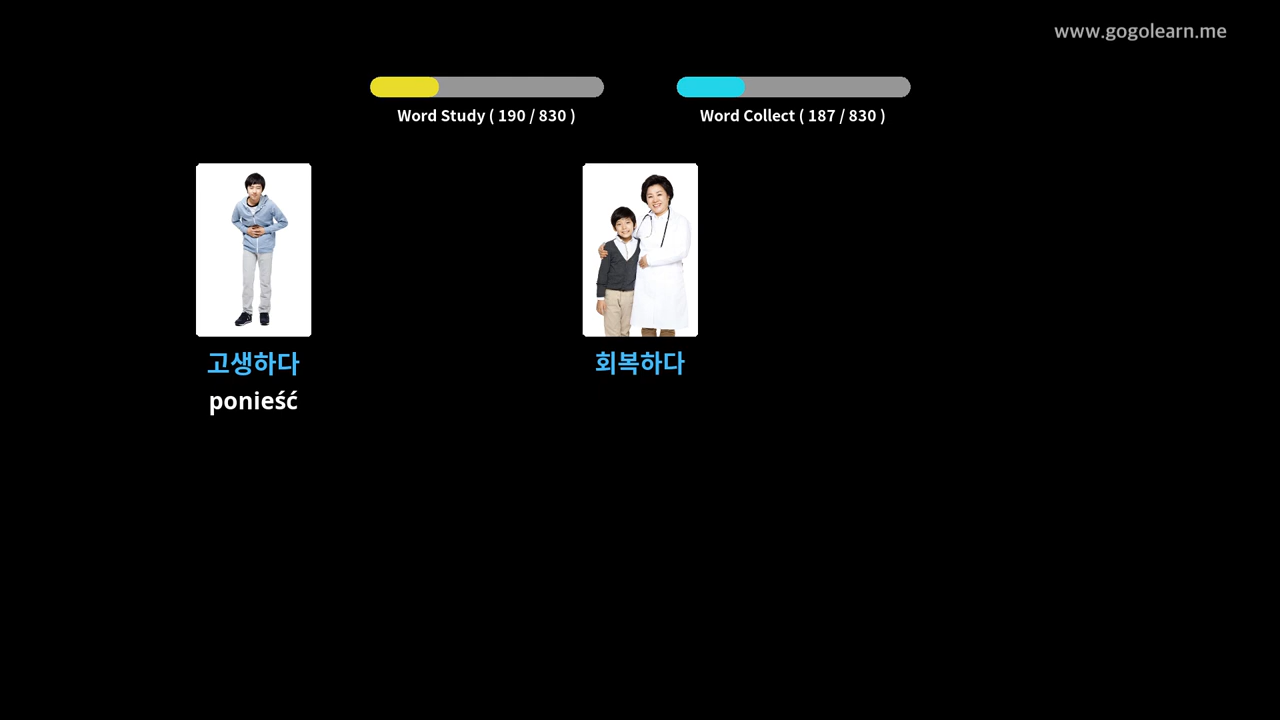 www.gogolearn.me
Word Study ( 190 / 830 )
Word Collect ( 187 / 830 )
고생하다
ponieść
회복하다